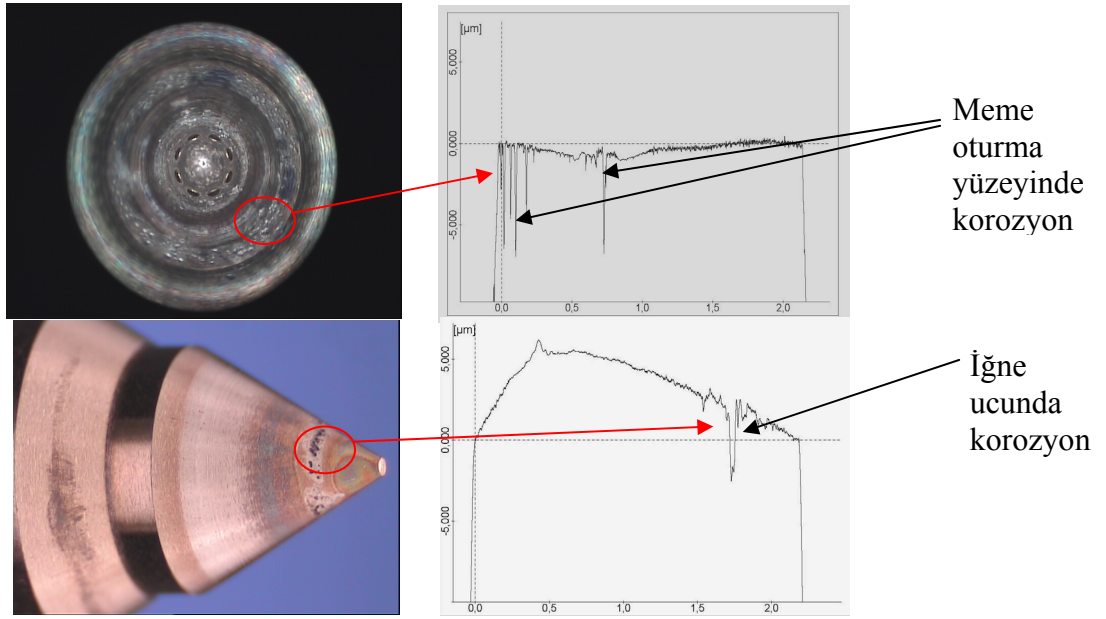 [µm]
5,000
0.000
-5,000
0,0 0,5 1,0 1,5 2,0
Meme
oturma
yüzeyinde
korozyon
[µm]
5,000
0.000
-5,000
0,0 0,5 1,0 1,5 2,0
İğne
ucunda
korozyon